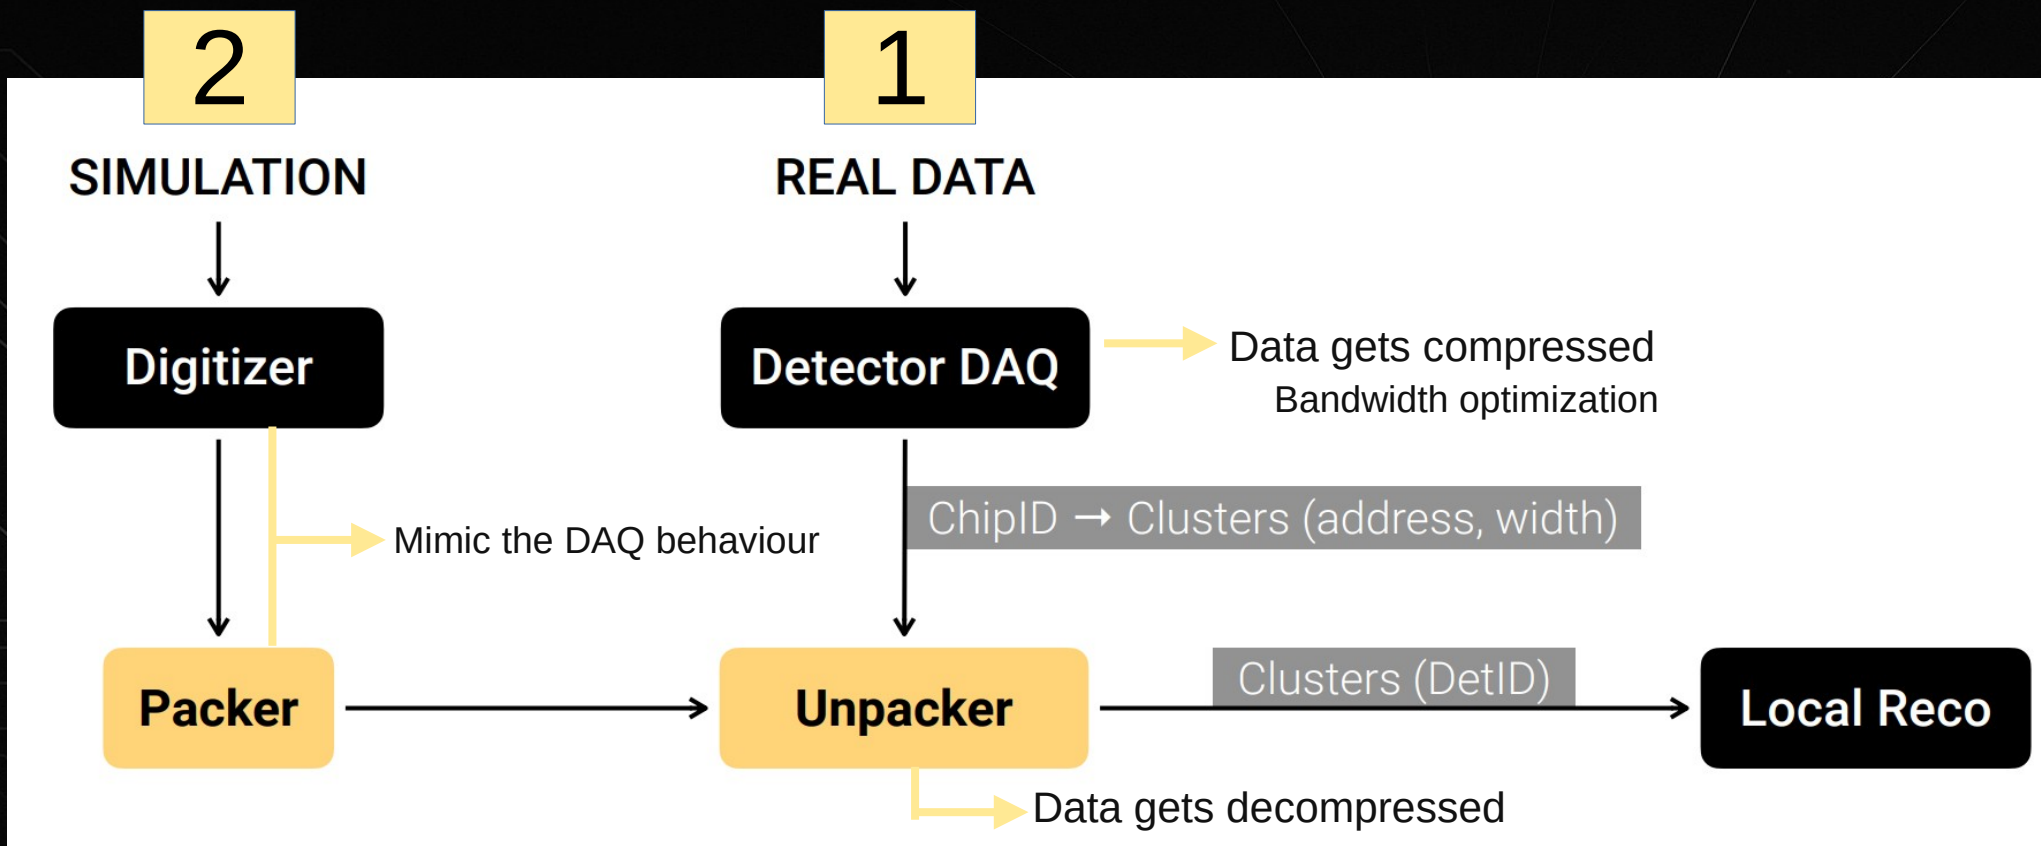 2
1
SIMULATION
REAL DATA
Digitizer
Detector DAQ
Data gets compressed
Bandwidth optimization
ChipID → Clusters (address, width)
Mimic the DAQ behaviour
Packer
Unpacker
Clusters (DetID)
Local Reco
Data gets decompressed